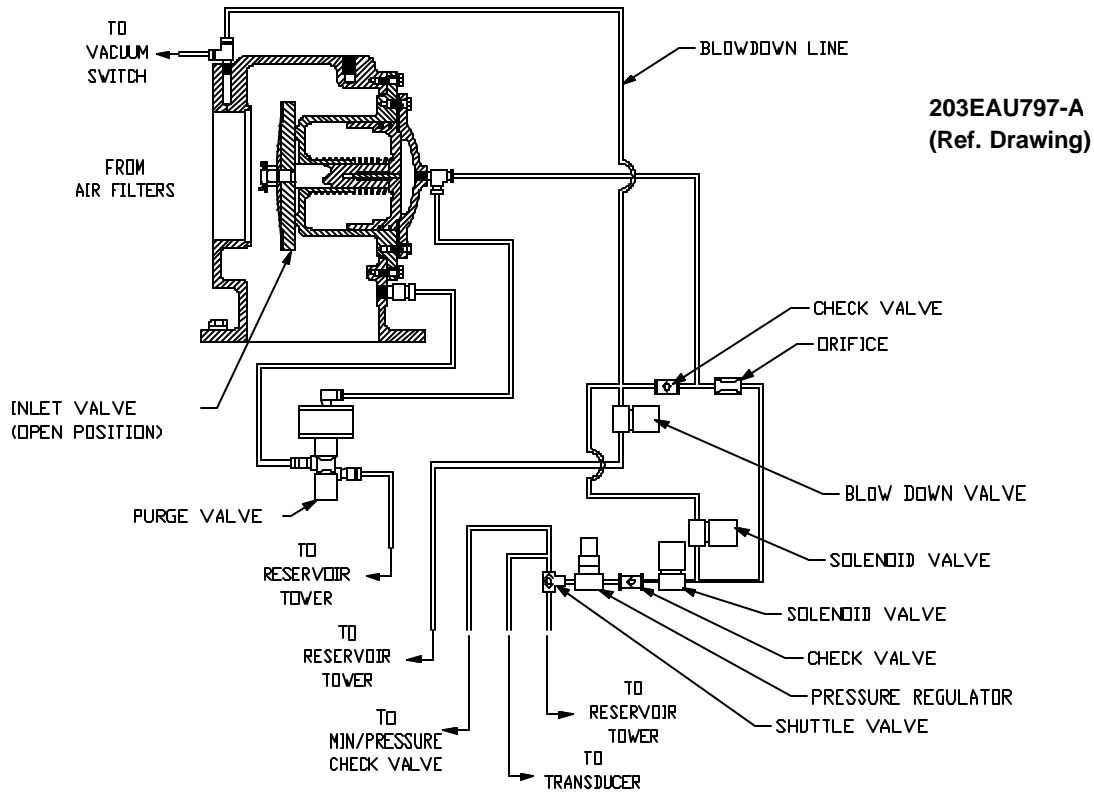 TO
VACUUM
SWITCH
BLOWDOWN LINE
203EAU797-A
(Ref. Drawing)
FROM
AIR FILTERS
CHECK VALVE
ORIFICE
INLET VALVE
(OPEN POSITION)
BLOW DOWN VALVE
PURGE VALVE
SOLENOID VALVE
TO
RESERVOIR
TOWER
SOLENOID VALVE
TO
RESERVOIR
TOWER
CHECK VALVE
PRESSURE REGULATOR
TO
RESERVOIR
TOWER
SHUTTLE VALVE
TO
MIN/PRESSURE
CHECK VALVE
TO
TRANSDUCER